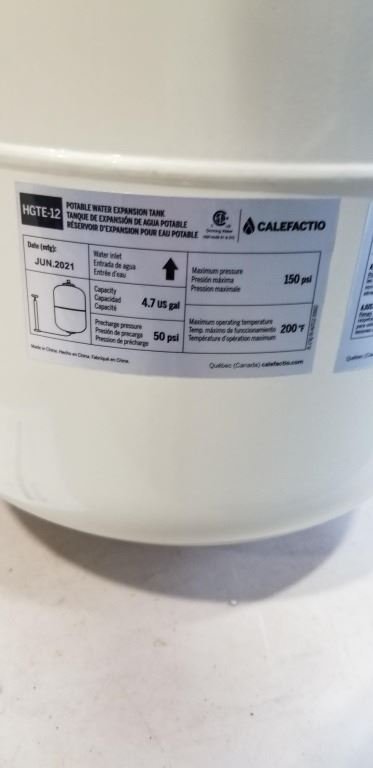 HGTE-12
POTABLE WATER EXPANSION TANK
TANQUE DE EXPANSIÓN DE AGUA POTABLE
RÉSERVOIR D'EXPANSION POUR EAU POTABLE
CALEFACTIO
Date (mfg):
JUN.2021
Water inlet
Entrada de agua
Entrée d'eau
Capacity
Capacidad
Capacité
4.7 US gal
Precharge pressure
Presión de precarga
Pression de précharge
50 psi
Maximum pressure
Presión máxima
Pression maximale
150 psi
Maximum operating temperature
Temp. máximo de funcionamiento
Température d'opération maximum
200 °F
Made in China. Hecho en China. Fabriqué en Chine.
Québec (Canada) calefactio.com